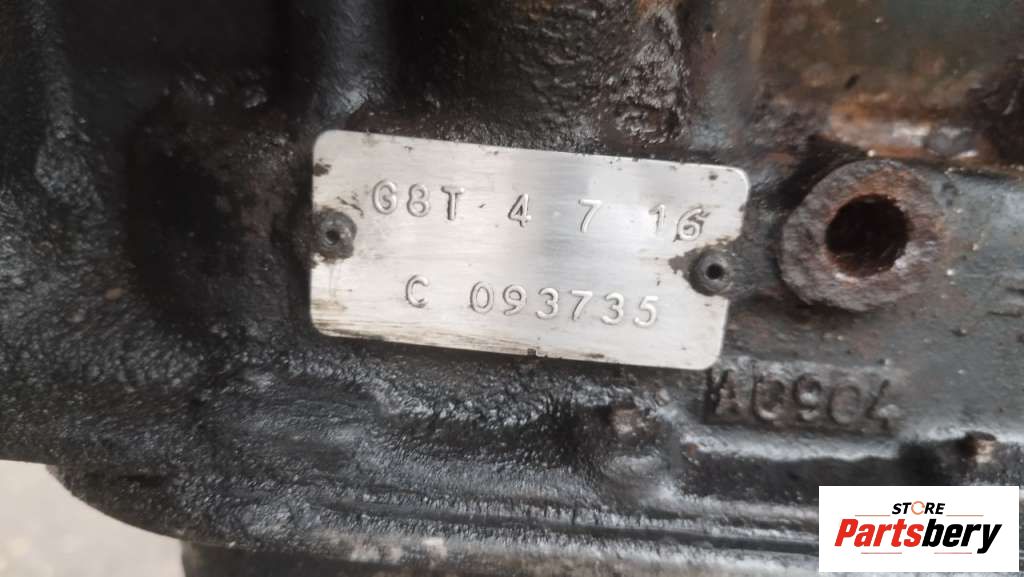 G8T 4 7 16
C 093735
STORE
Partsbery